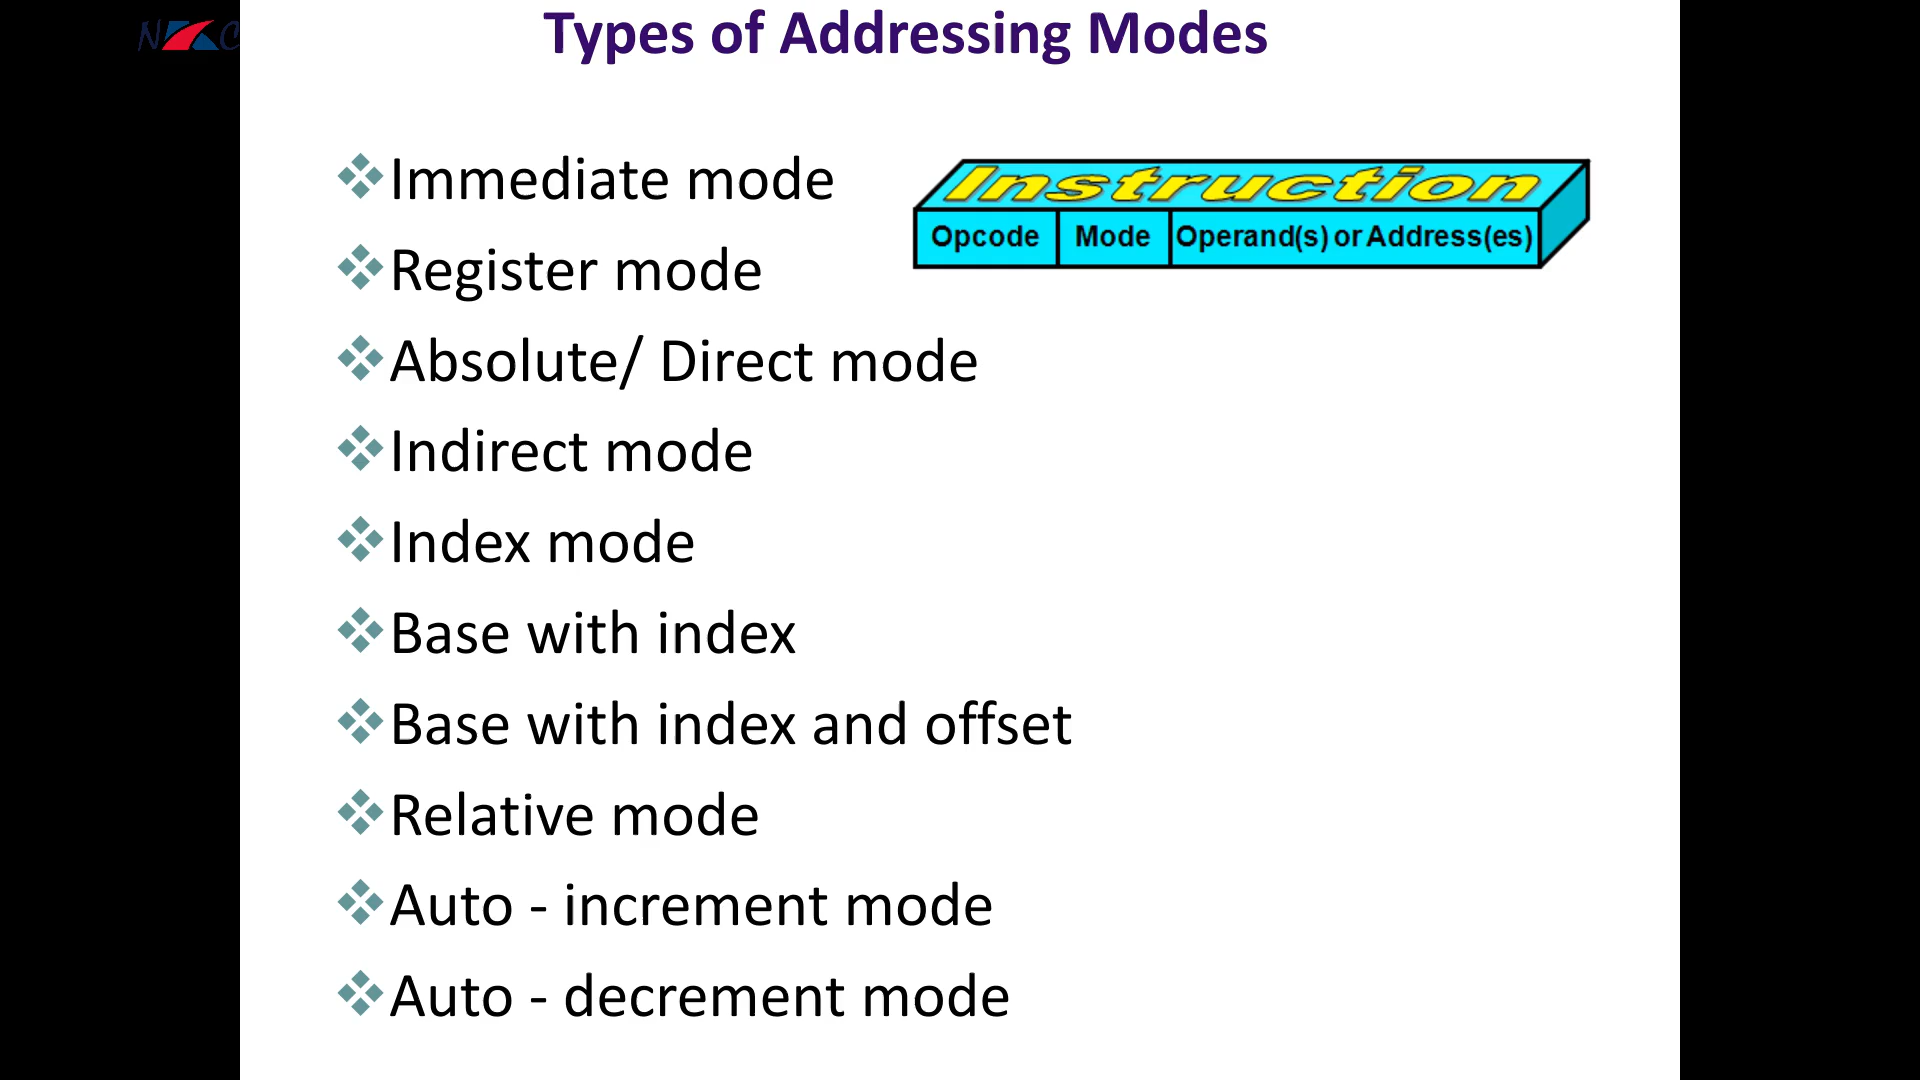 Types of Addressing Modes
Immediate mode
Instruction
Opcode Mode Operand(s) or Address(es)
Register mode
Absolute/ Direct mode
Indirect mode
Index mode
Base with index
Base with index and offset
Relative mode
Auto - increment mode
Auto - decrement mode